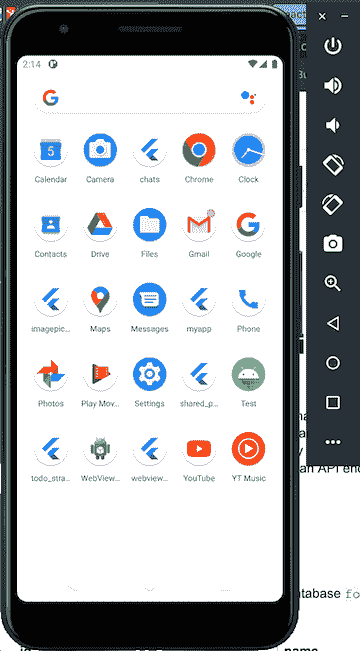 2:14
Calendar Camera chats Chrome Clock
Contacts Drive Files Gmail Google
imagepic... Maps Messages myapp Phone
Photos Play Mov... Settings shared_p... Test
todo_stra... WebView... webview... YouTube YT Music
an API end
atabase fo
name